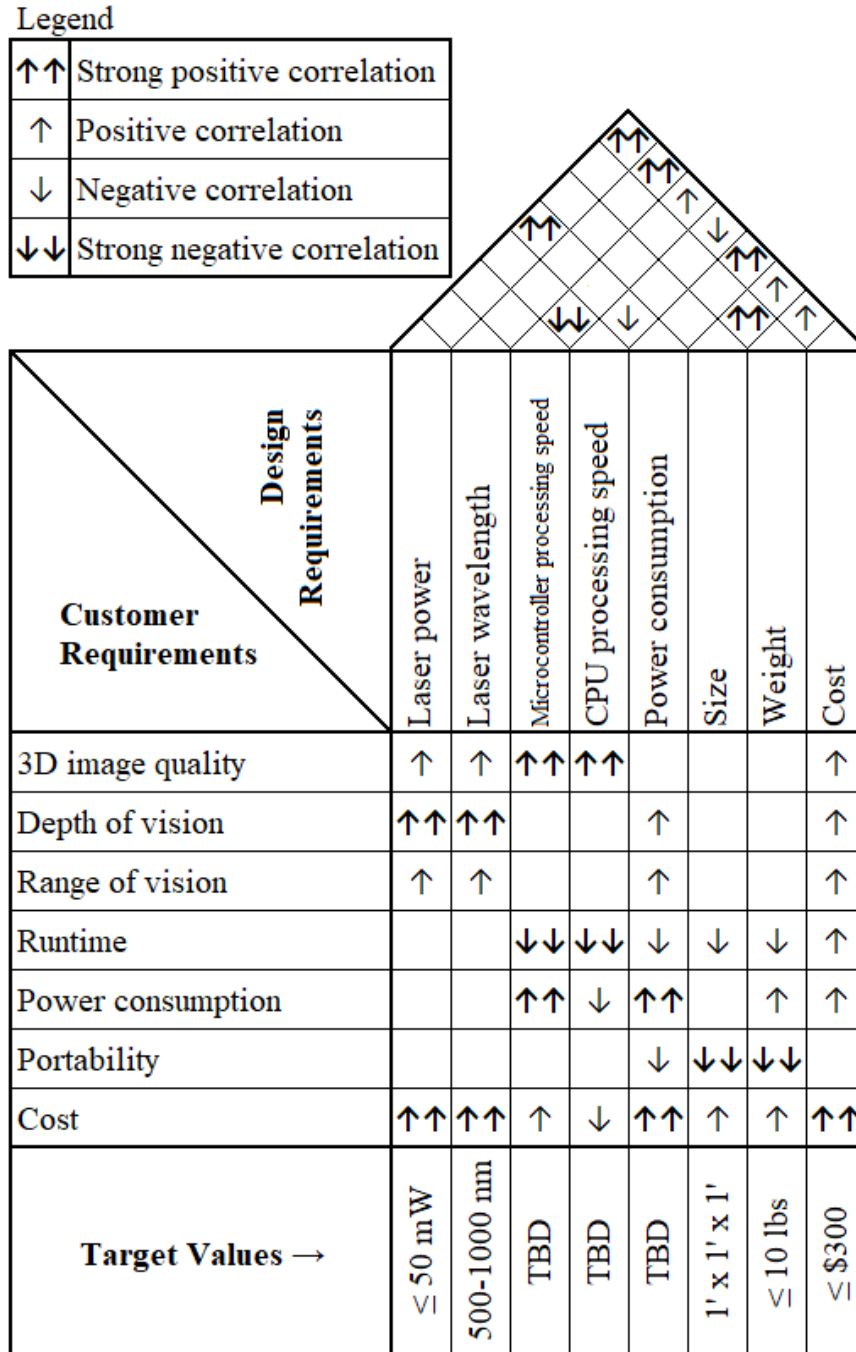 Legend
↑↑ Strong positive correlation
↑ Positive correlation
↓ Negative correlation
↓↓ Strong negative correlation
↑↑
↑↑
↑
↑↑ ↓
↑↑
↑
↓↓ ↓ ↑↑ ↑
Design
Requirements
Customer
Requirements
Laser power
Laser wavelength
Microcontroller processing speed
CPU processing speed
Power consumption
Size
Weight
Cost
3D image quality ↑ ↑ ↑↑ ↑↑ ↑
Depth of vision ↑↑ ↑↑ ↑ ↑
Range of vision ↑ ↑ ↑ ↑
Runtime ↓↓ ↓↓ ↓ ↓ ↓ ↑
Power consumption ↑↑ ↓ ↑↑ ↑ ↑
Portability ↓ ↓↓ ↓↓
Cost ↑↑ ↑↑ ↑ ↓ ↑↑ ↑ ↑ ↑↑
Target Values →
≤ 50 mW
500-1000 nm
TBD
TBD
TBD
1' x 1' x 1'
≤ 10 lbs
≤ $300